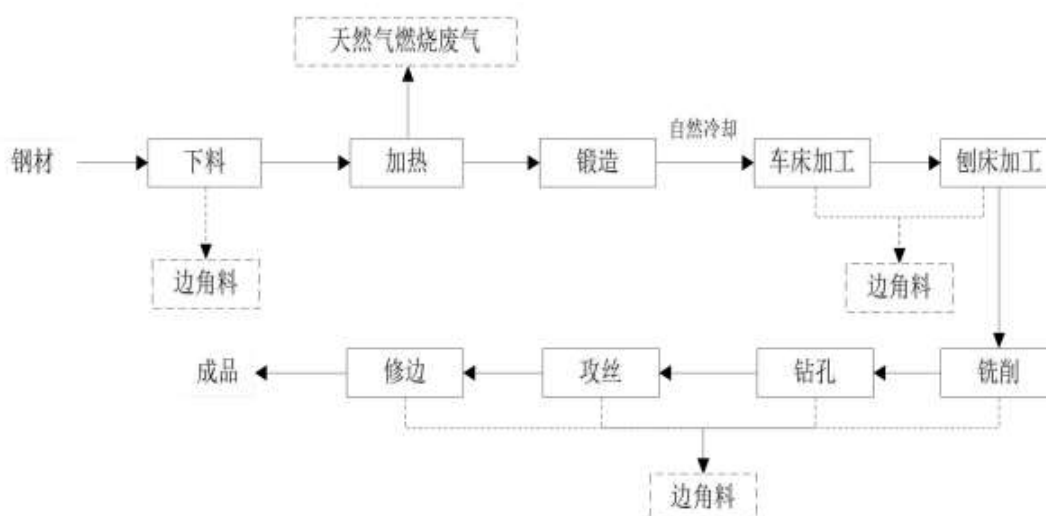 天然气燃烧废气
钢材
下料
加热
锻造
自然冷却
车床加工
刨床加工
边角料
边角料
成品
修边
攻丝
钻孔
铣削
边角料